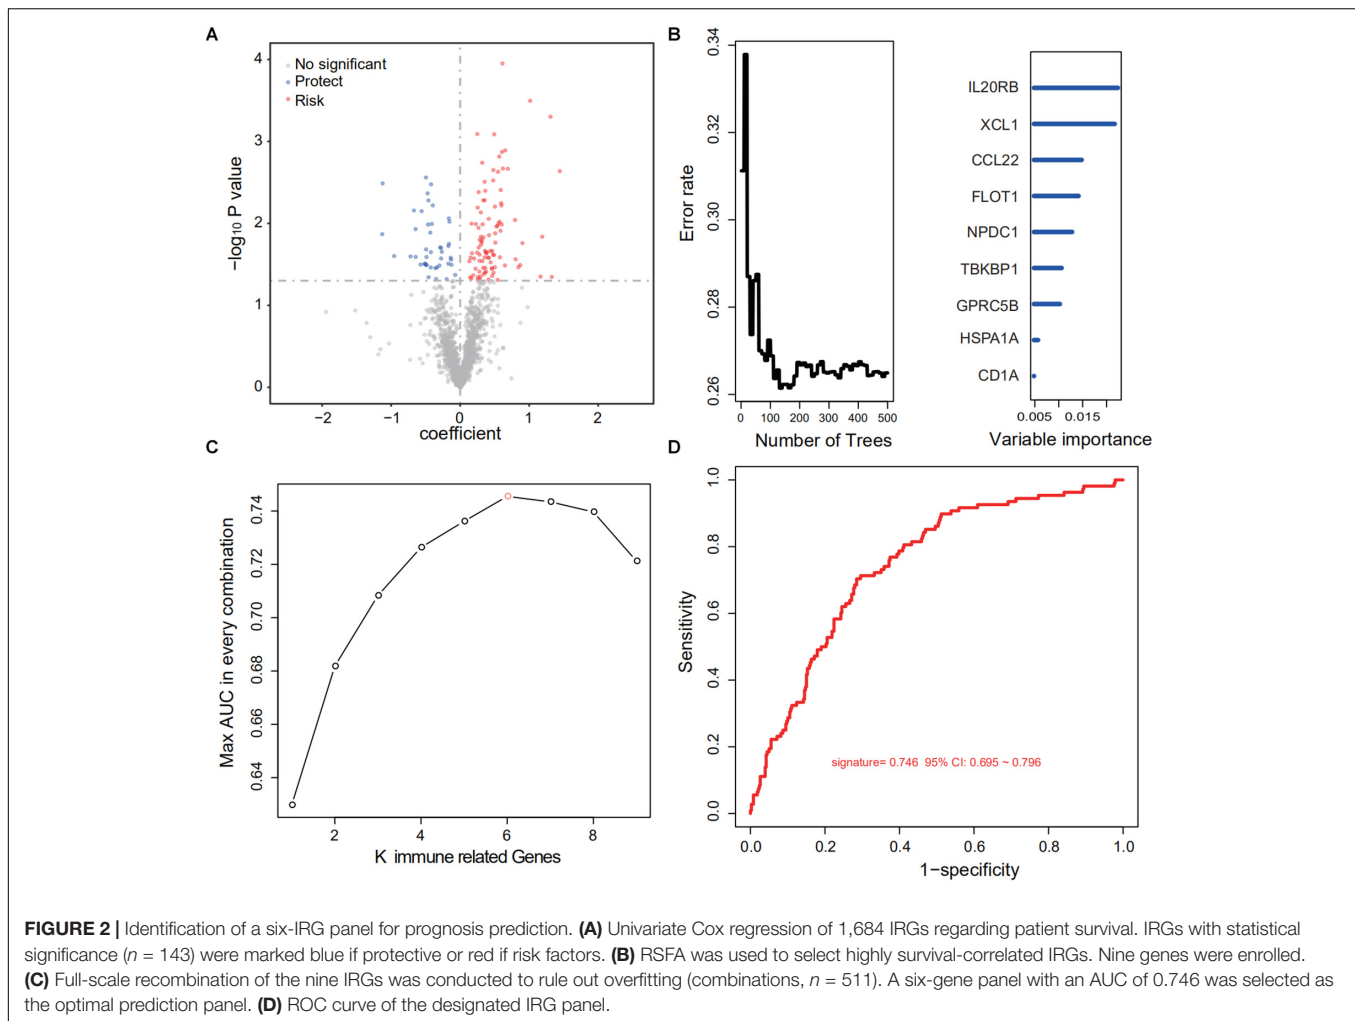 A
No significant
Protect
Risk
4
3
2
1
0
−log10 P value
−2
−1
0
1
2
coefficient
B
0.34
0.32
0.30
0.28
0.26
Error rate
0
100
200
300
400
500
Number of Trees
IL20RB
XCL1
CCL22
FLOT1
NPDC1
TBKBP1
GPRC5B
HSPA1A
CD1A
0.005
0.015
Variable importance
C
0.74
0.72
0.70
0.68
0.66
0.64
Max AUC in every combination
2
4
6
8
K immune related Genes
D
1.0
0.8
0.6
0.4
0.2
0.0
Sensitivity
signature= 0.746 95% CI: 0.695 ~ 0.796
0.0
0.2
0.4
0.6
0.8
1.0
1−specificity
FIGURE 2 | Identification of a six-IRG panel for prognosis prediction. (A) Univariate Cox regression of 1,684 IRGs regarding patient survival. IRGs with statistical
significance (n = 143) were marked blue if protective or red if risk factors. (B) RSFA was used to select highly survival-correlated IRGs. Nine genes were enrolled.
(C) Full-scale recombination of the nine IRGs was conducted to rule out overfitting (combinations, n = 511). A six-gene panel with an AUC of 0.746 was selected as
the optimal prediction panel. (D) ROC curve of the designated IRG panel.